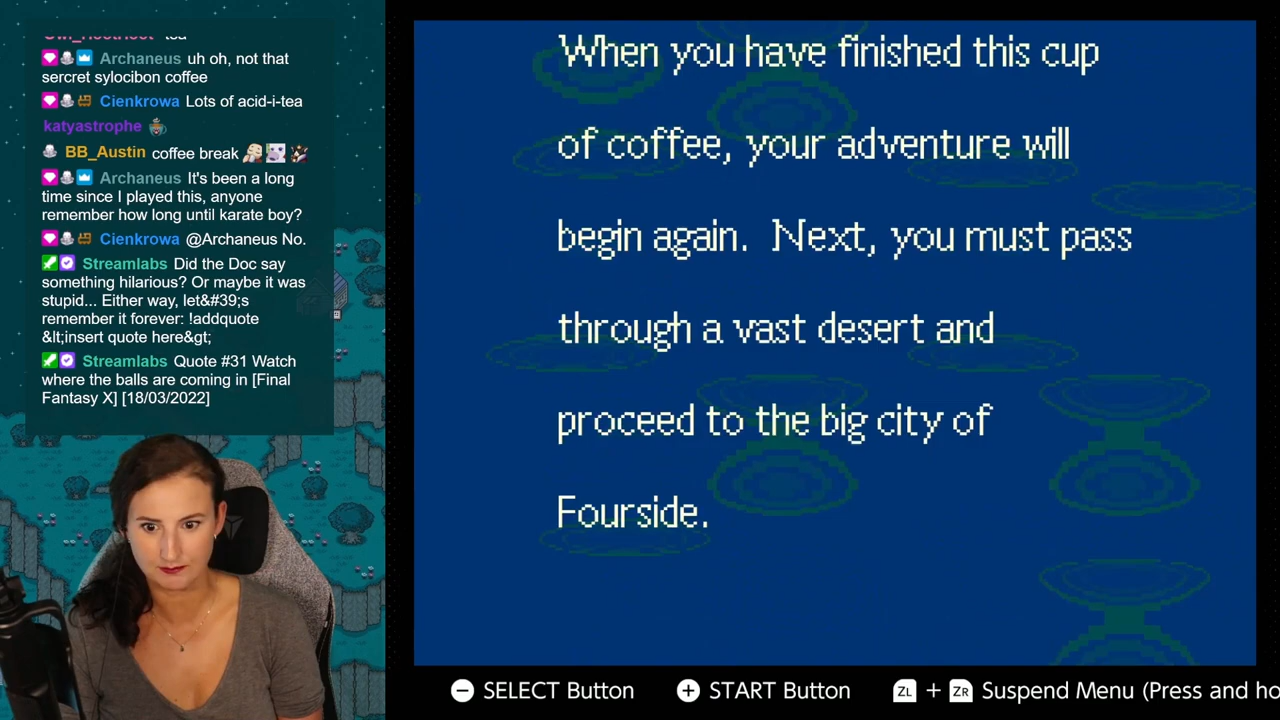 Archaneus uh oh, not that
sercret sylocibon coffee
Cienkrowa Lots of acid-i-tea
katyastrophe
BB_Austin coffee break
Archaneus It's been a long
time since I played this, anyone
remember how long until karate boy?
Cienkrowa @Archaneus No.
Streamlabs Did the Doc say
something hilarious? Or maybe it was
stupid... Either way, let&#39;s
remember it forever: !addquote
&lt;insert quote here&gt;
Streamlabs Quote #31 Watch
where the balls are coming in [Final
Fantasy X] [18/03/2022]
When you have finished this cup
of coffee, your adventure will
begin again. Next, you must pass
through a vast desert and
proceed to the big city of
Fourside.
SELECT Button
START Button
ZL + ZR Suspend Menu (Press and ho